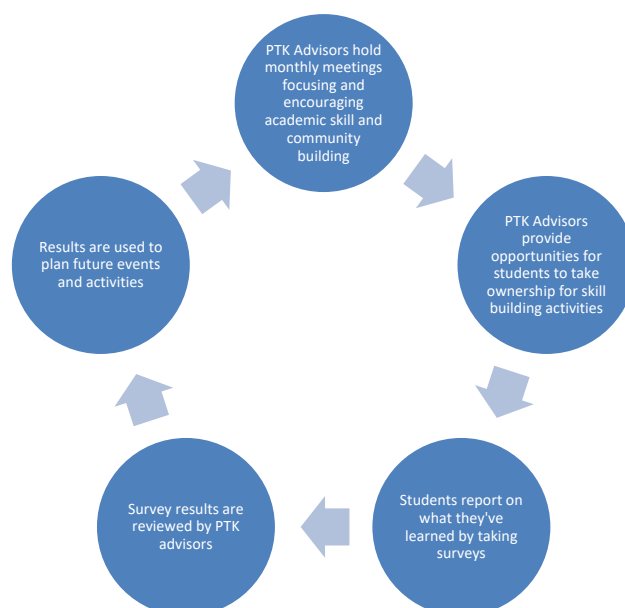 PTK Advisors hold
monthly meetings
focusing and
encouraging
academic skill and
community
building
PTK Advisors
provide
opportunities for
students to take
ownership for skill
building activities
Students report on
what they've
learned by taking
surveys
Survey results are
reviewed by PTK
advisors
Results are used to
plan future events
and activities